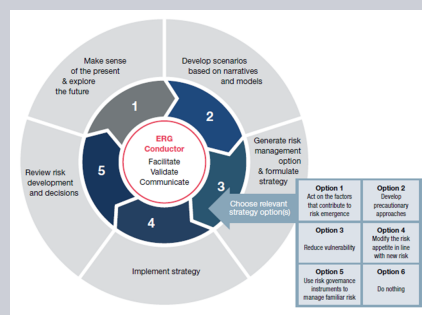 Make sense
of the present
& explore
the future
1
Develop scenarios
based on narratives
and models
2
Generate risk
management
option
& formulate
strategy
3
Choose relevant
strategy option(s)
Implement strategy
4
Review risk
development
and decisions
5
ERG
Conductor
Facilitate
Validate
Communicate
Option 1
Act on the factors
that contribute to
risk emergence
Option 2
Develop
precautionary
approaches
Option 3
Reduce vulnerability
Option 4
Modify the risk
appetite in line
with new risk
Option 5
Use risk governance
instruments to
manage familiar risk
Option 6
Do nothing